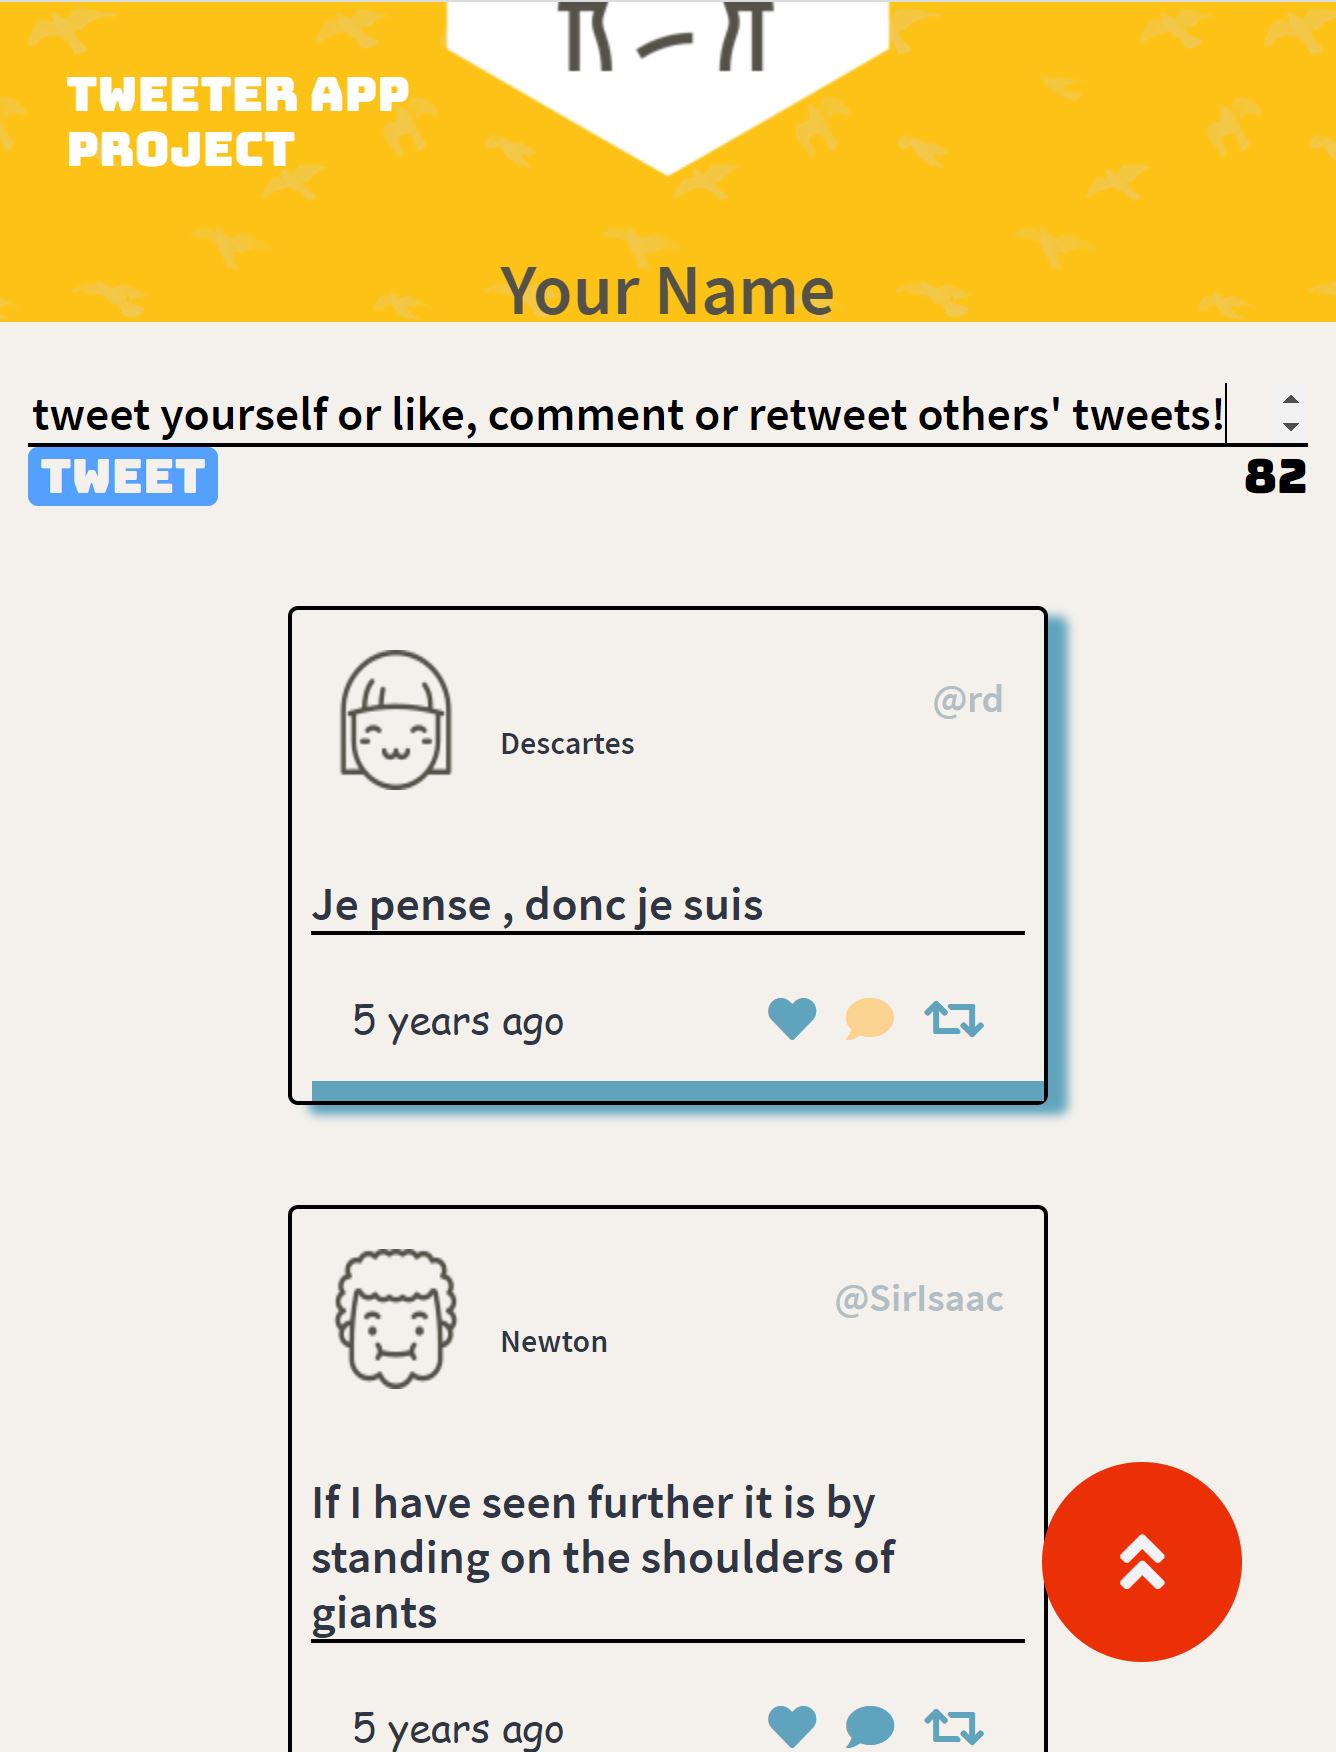 TWEETER APP
PROJECT
Your Name
tweet yourself or like, comment or retweet others' tweets!
TWEET
82
@rd
Descartes
Je pense , donc je suis
5 years ago
@SirIsaac
Newton
If I have seen further it is by
standing on the shoulders of
giants
5 years ago